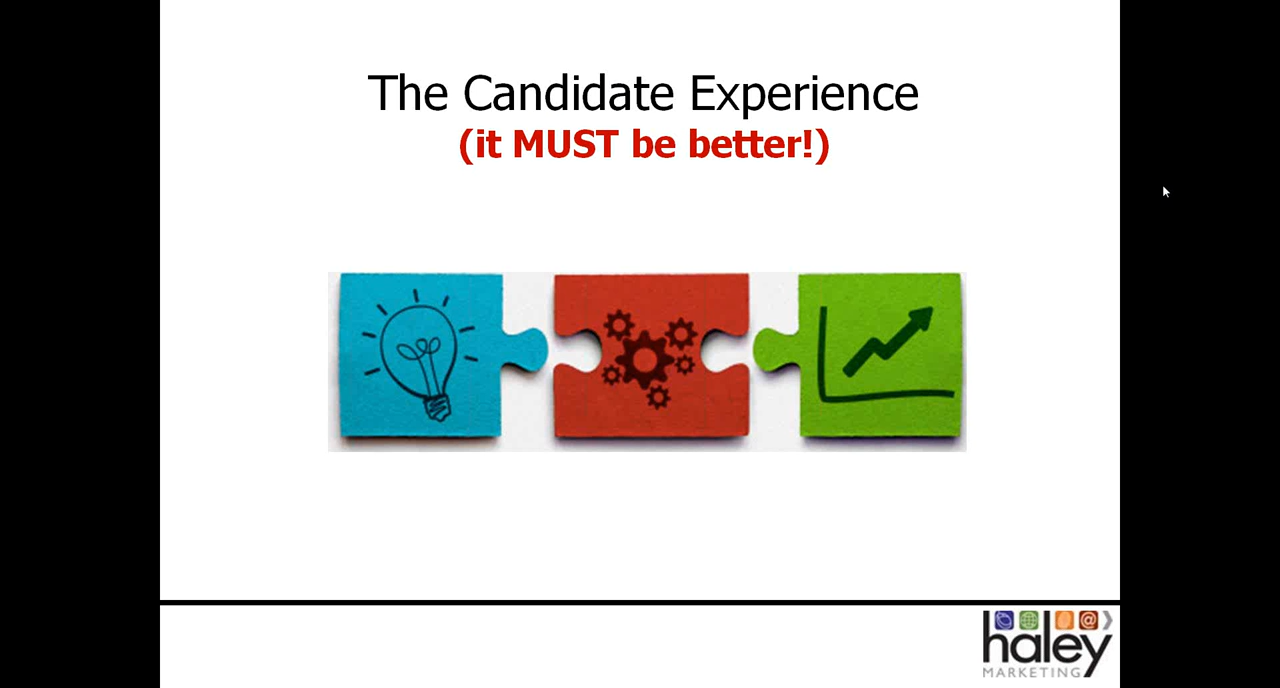 The Candidate Experience
(it MUST be better!)
@
haley
MARKETING